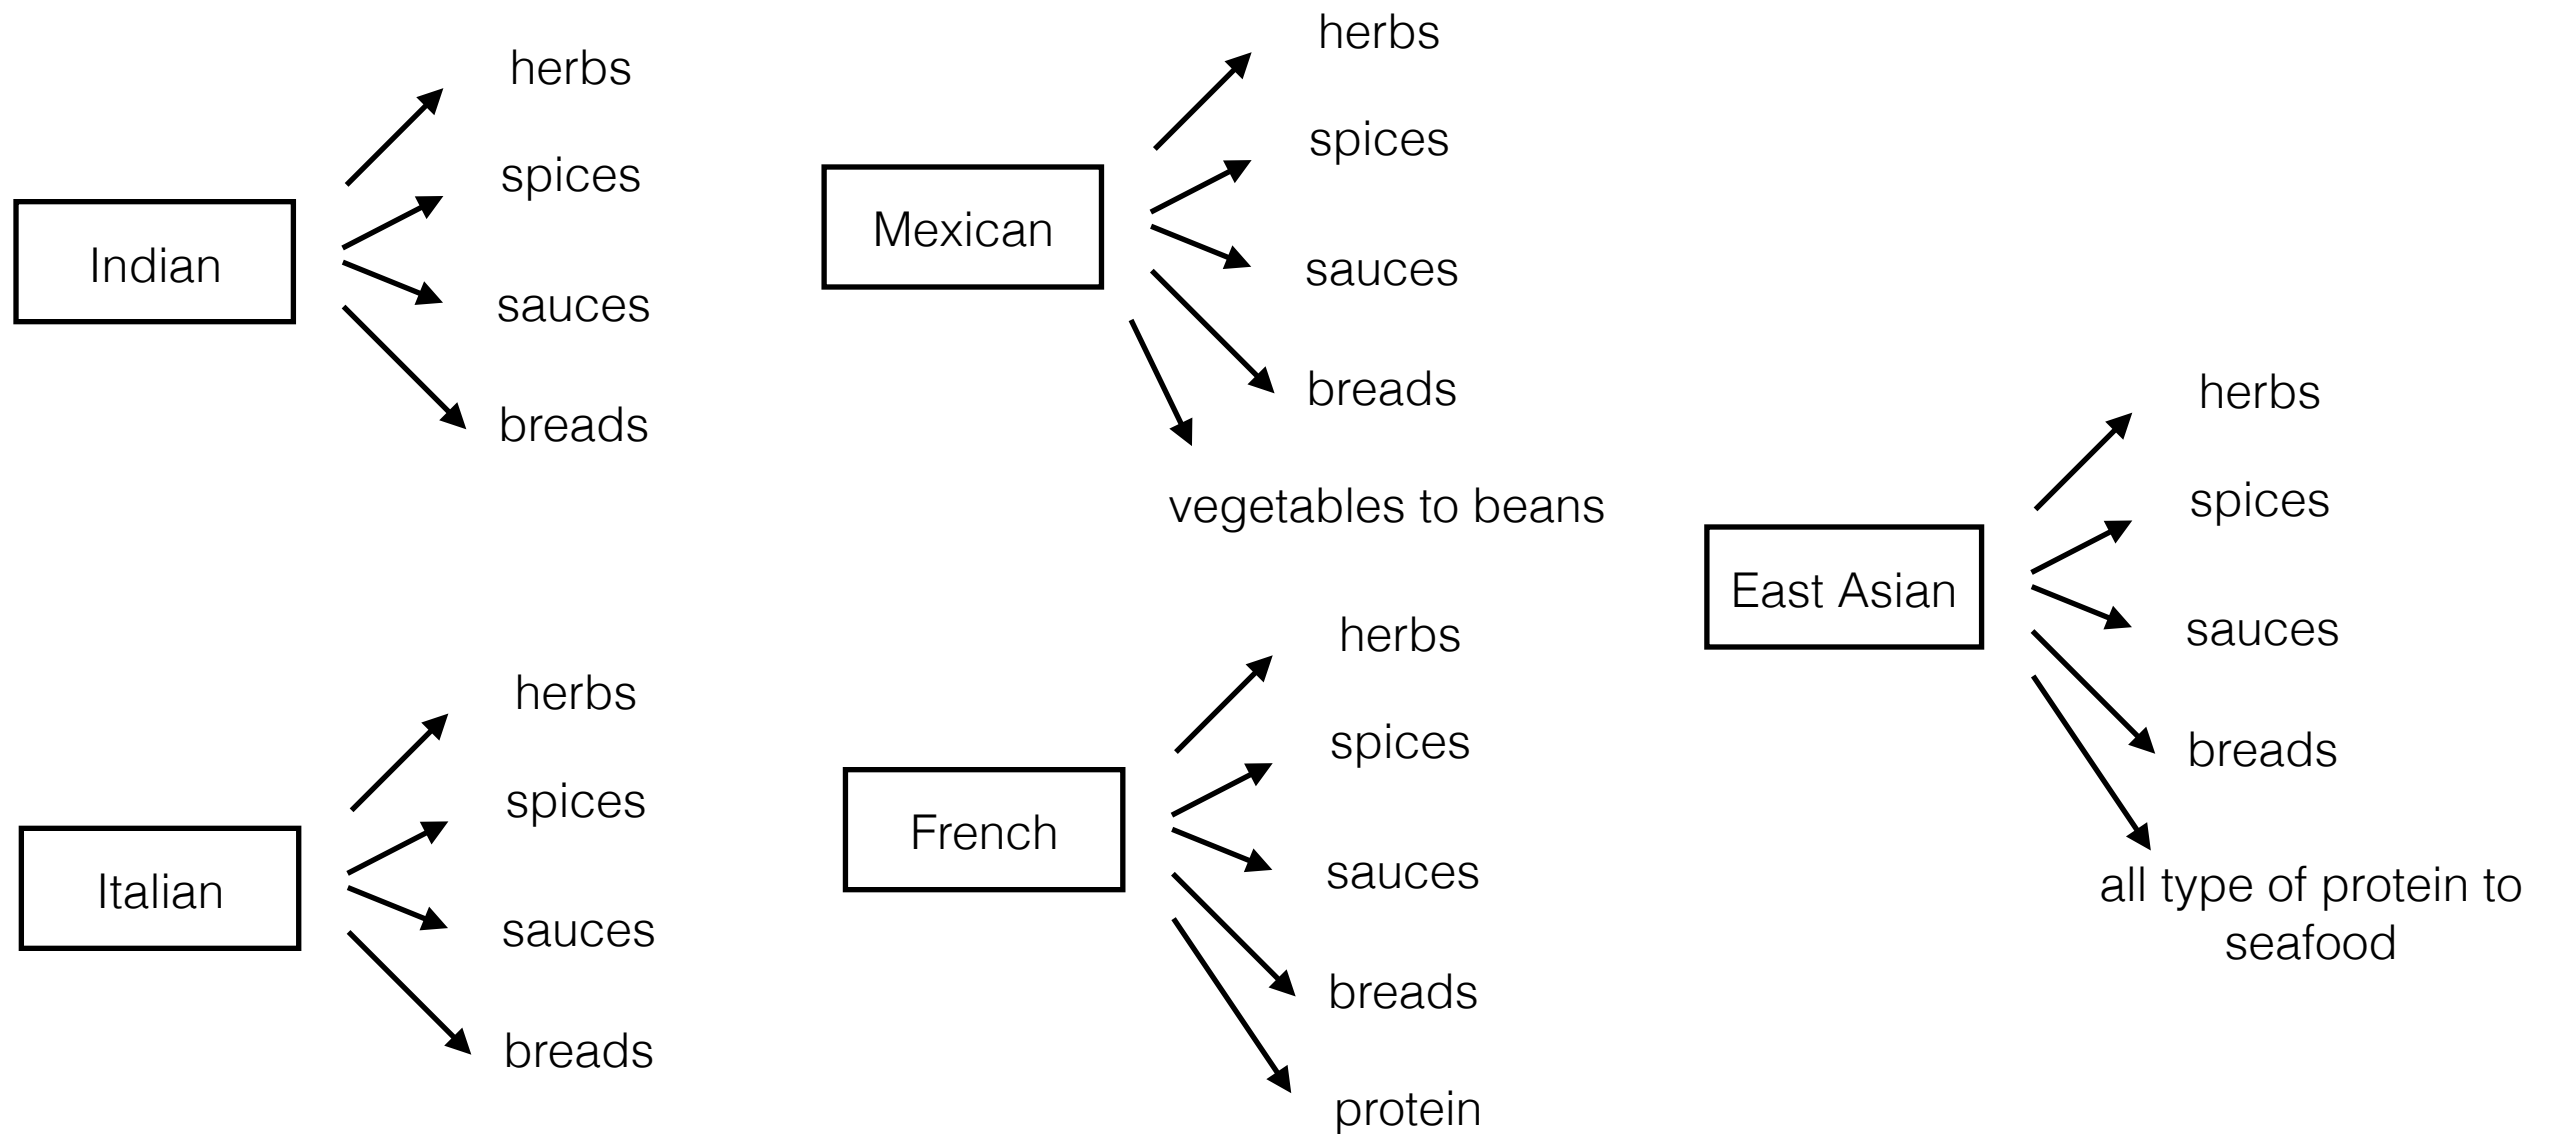 Indian
herbs
spices
sauces
breads
Mexican
herbs
spices
sauces
breads
vegetables to beans
Italian
herbs
spices
sauces
breads
French
herbs
spices
sauces
breads
protein
East Asian
herbs
spices
sauces
breads
all type of protein to
seafood